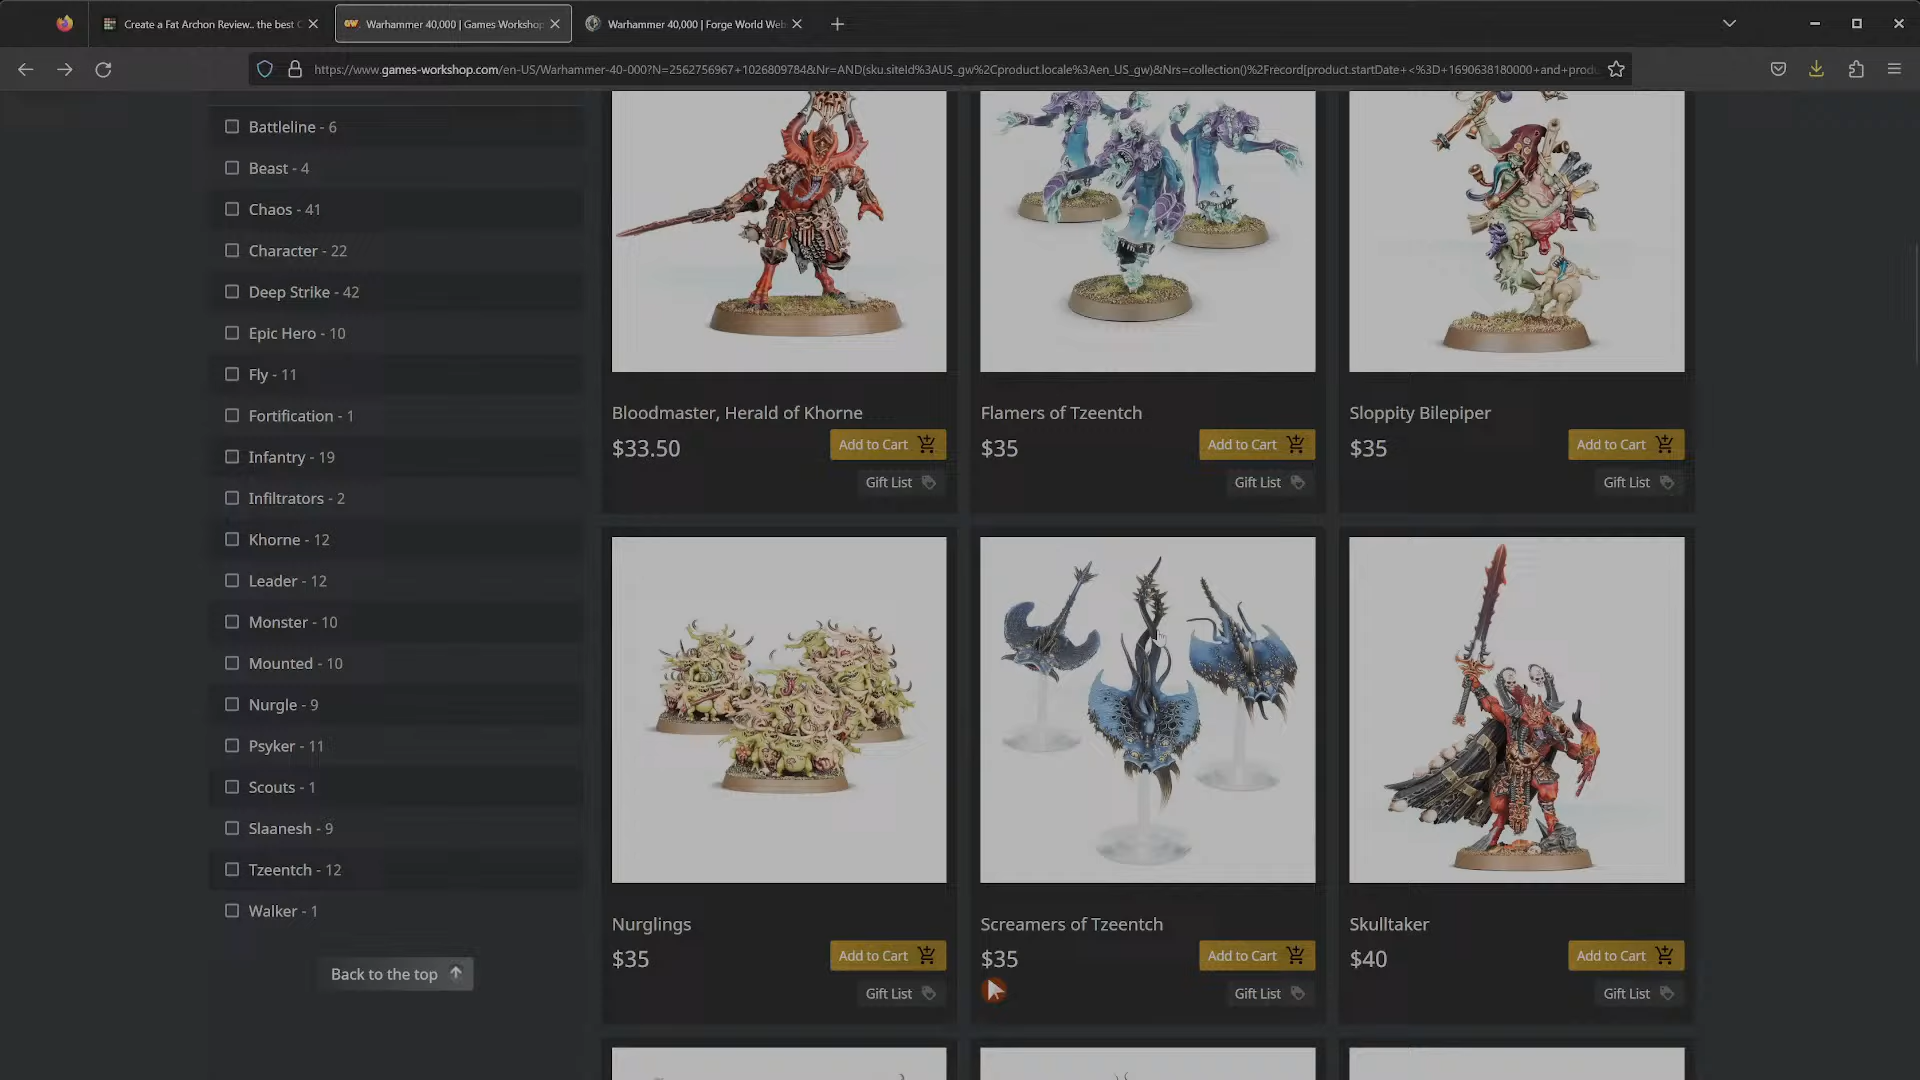 Create a Fat Archon Review.. the best
Warhammer 40,000 | Games Workshop
Warhammer 40,000 | Forge World Web
https://www.games-workshop.com/en-US/Warhammer-40-000?N=2562756967+1026809784&Nr=AND(sku.siteId%3AUS_gw%2Cproduct.locale%3Aen_US_gw)&Nrs=collection()%2Frecord[product.startDate+<%3D+1690638180000+and+prod
Battleline - 6
Beast - 4
Chaos - 41
Character - 22
Deep Strike - 42
Epic Hero - 10
Fly - 11
Fortification - 1
Infantry - 19
Infiltrators - 2
Khorne - 12
Leader - 12
Monster - 10
Mounted - 10
Nurgle - 9
Psyker - 11
Scouts - 1
Slaanesh - 9
Tzeentch - 12
Walker - 1
Back to the top
Bloodmaster, Herald of Khorne
$33.50
Add to Cart
Gift List
Flamers of Tzeentch
$35
Add to Cart
Gift List
Sloppity Bilepiper
$35
Add to Cart
Gift List
Nurglings
$35
Add to Cart
Gift List
Screamers of Tzeentch
$35
Add to Cart
Gift List
Skulltaker
$40
Add to Cart
Gift List